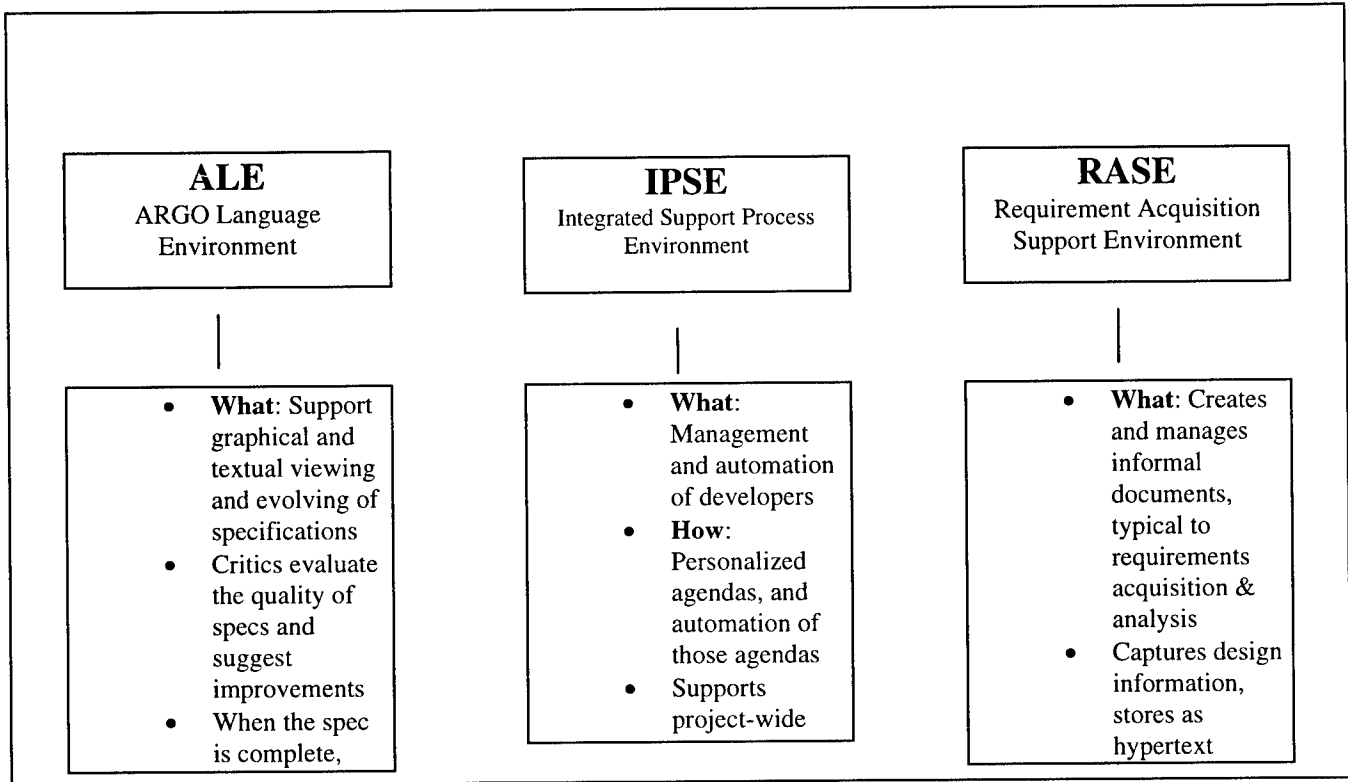 ALE
ARGO Language
Environment
IPSE
Integrated Support Process
Environment
RASE
Requirement Acquisition
Support Environment
• What: Support
graphical and
textual viewing
and evolving of
specifications
• Critics evaluate
the quality of
specs and
suggest
improvements
• When the spec
is complete,
• What:
Management
and automation
of developers
• How:
Personalized
agendas, and
automation of
those agendas
• Supports
project-wide
• What: Creates
and manages
informal
documents,
typical to
requirements
acquisition &
analysis
• Captures design
information,
stores as
hypertext